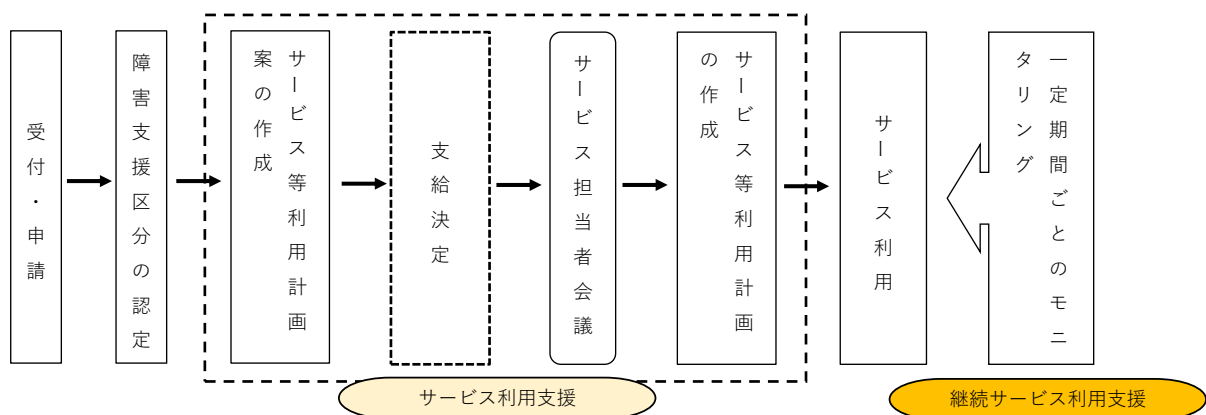 受付・申請
障害支援区分の認定
サービス等利用計画
案の作成
支給決定
サービス担当者会議
サービス等利用計画
の作成
サービス利用
一定期間ごとのモニ
タリング
サービス利用支援
継続サービス利用支援